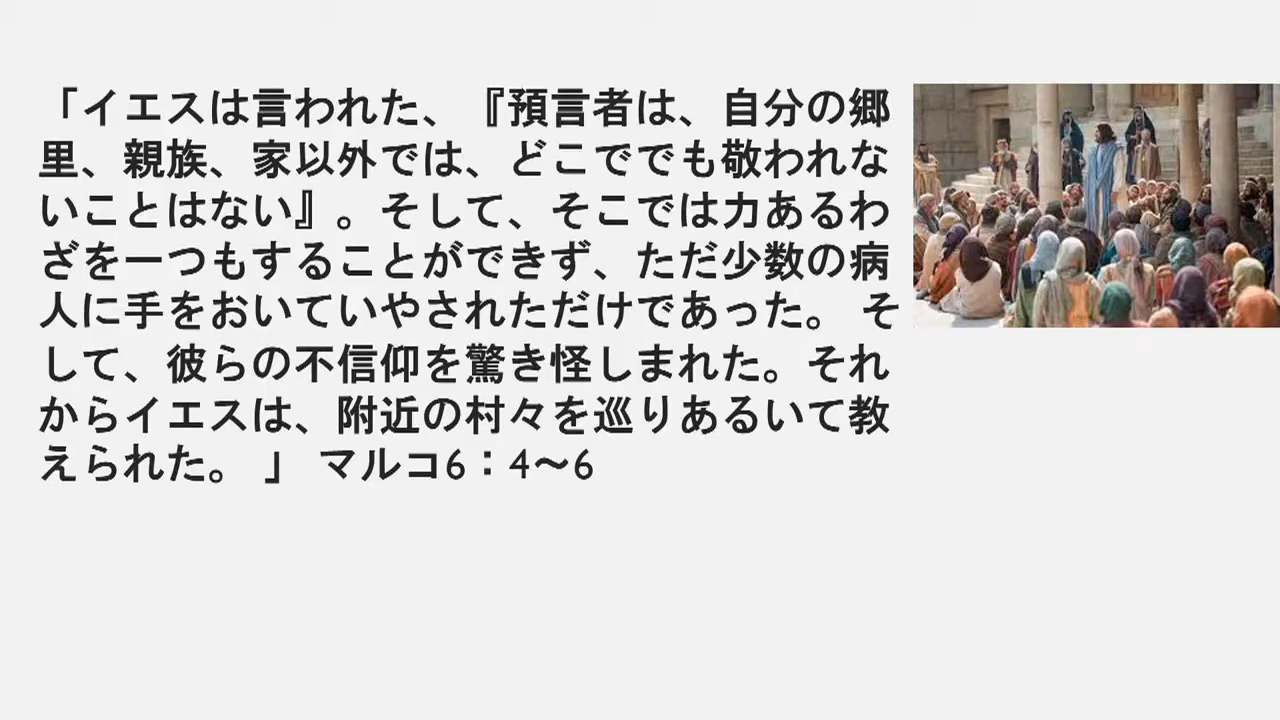 「イエスは言われた、『預言者は、自分の郷
里、親族、家以外では、どこででも敬われな
いことはない』。そして、そこでは力あるわ
ざを一つもすることができず、ただ少数の病
人に手をおいていやされただけであった。 そ
して、彼らの不信仰を驚き怪しまれた。それ
からイエスは、附近の村々を巡りあるいて教
えられた。 」 マルコ6：4～6